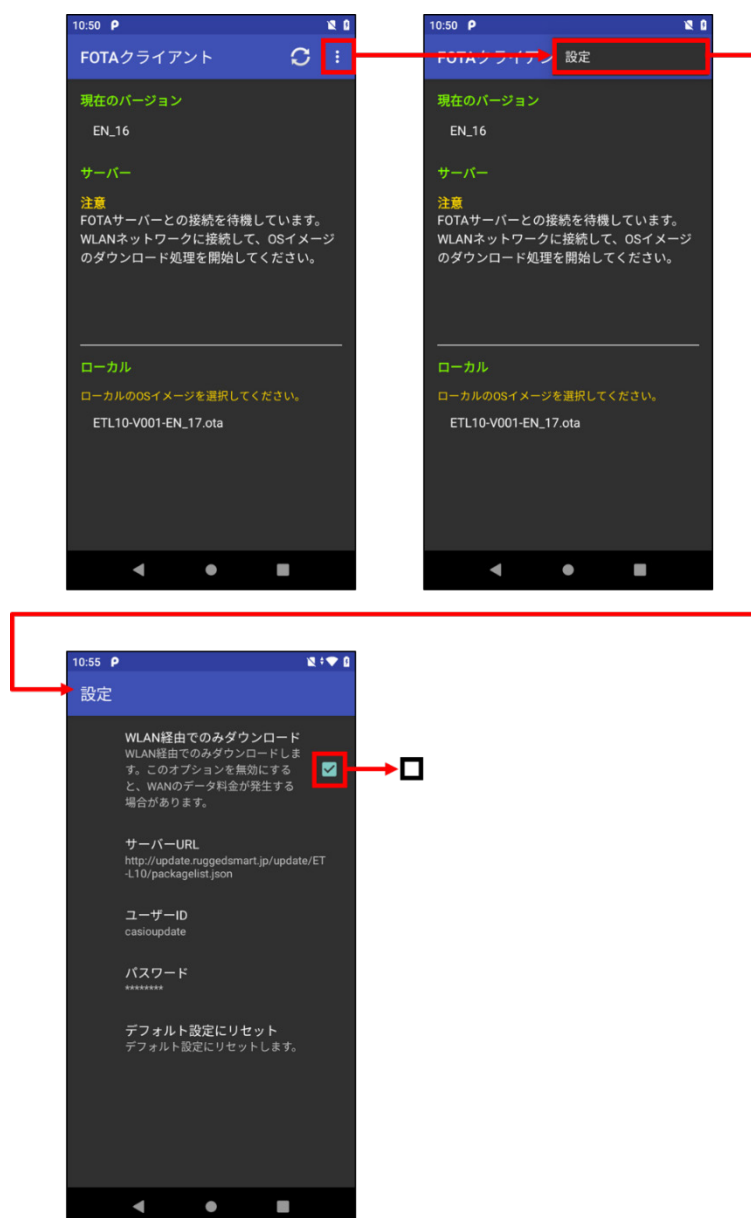 10:50
FOTAクライアント
現在のバージョン
EN_16
サーバー
注意
FOTAサーバーとの接続を待機しています。
WLANネットワークに接続して、OSイメージ
のダウンロード処理を開始してください。
ローカル
ローカルのOSイメージを選択してください。
ETL10-V001-EN_17.ota
10:50
FOTAクライアン
設定
現在のバージョン
EN_16
サーバー
注意
FOTAサーバーとの接続を待機しています。
WLANネットワークに接続して、OSイメージ
のダウンロード処理を開始してください。
ローカル
ローカルのOSイメージを選択してください。
ETL10-V001-EN_17.ota
10:55
設定
WLAN経由でのみダウンロード
WLAN経由でのみダウンロードしま
す。このオプションを無効にする
と、WANのデータ料金が発生する
場合があります。
サーバーURL
http://update.ruggedsmart.jp/update/ET
-L10/packagelist.json
ユーザーID
casioupdate
パスワード
********
デフォルト設定にリセット
デフォルト設定にリセットします。